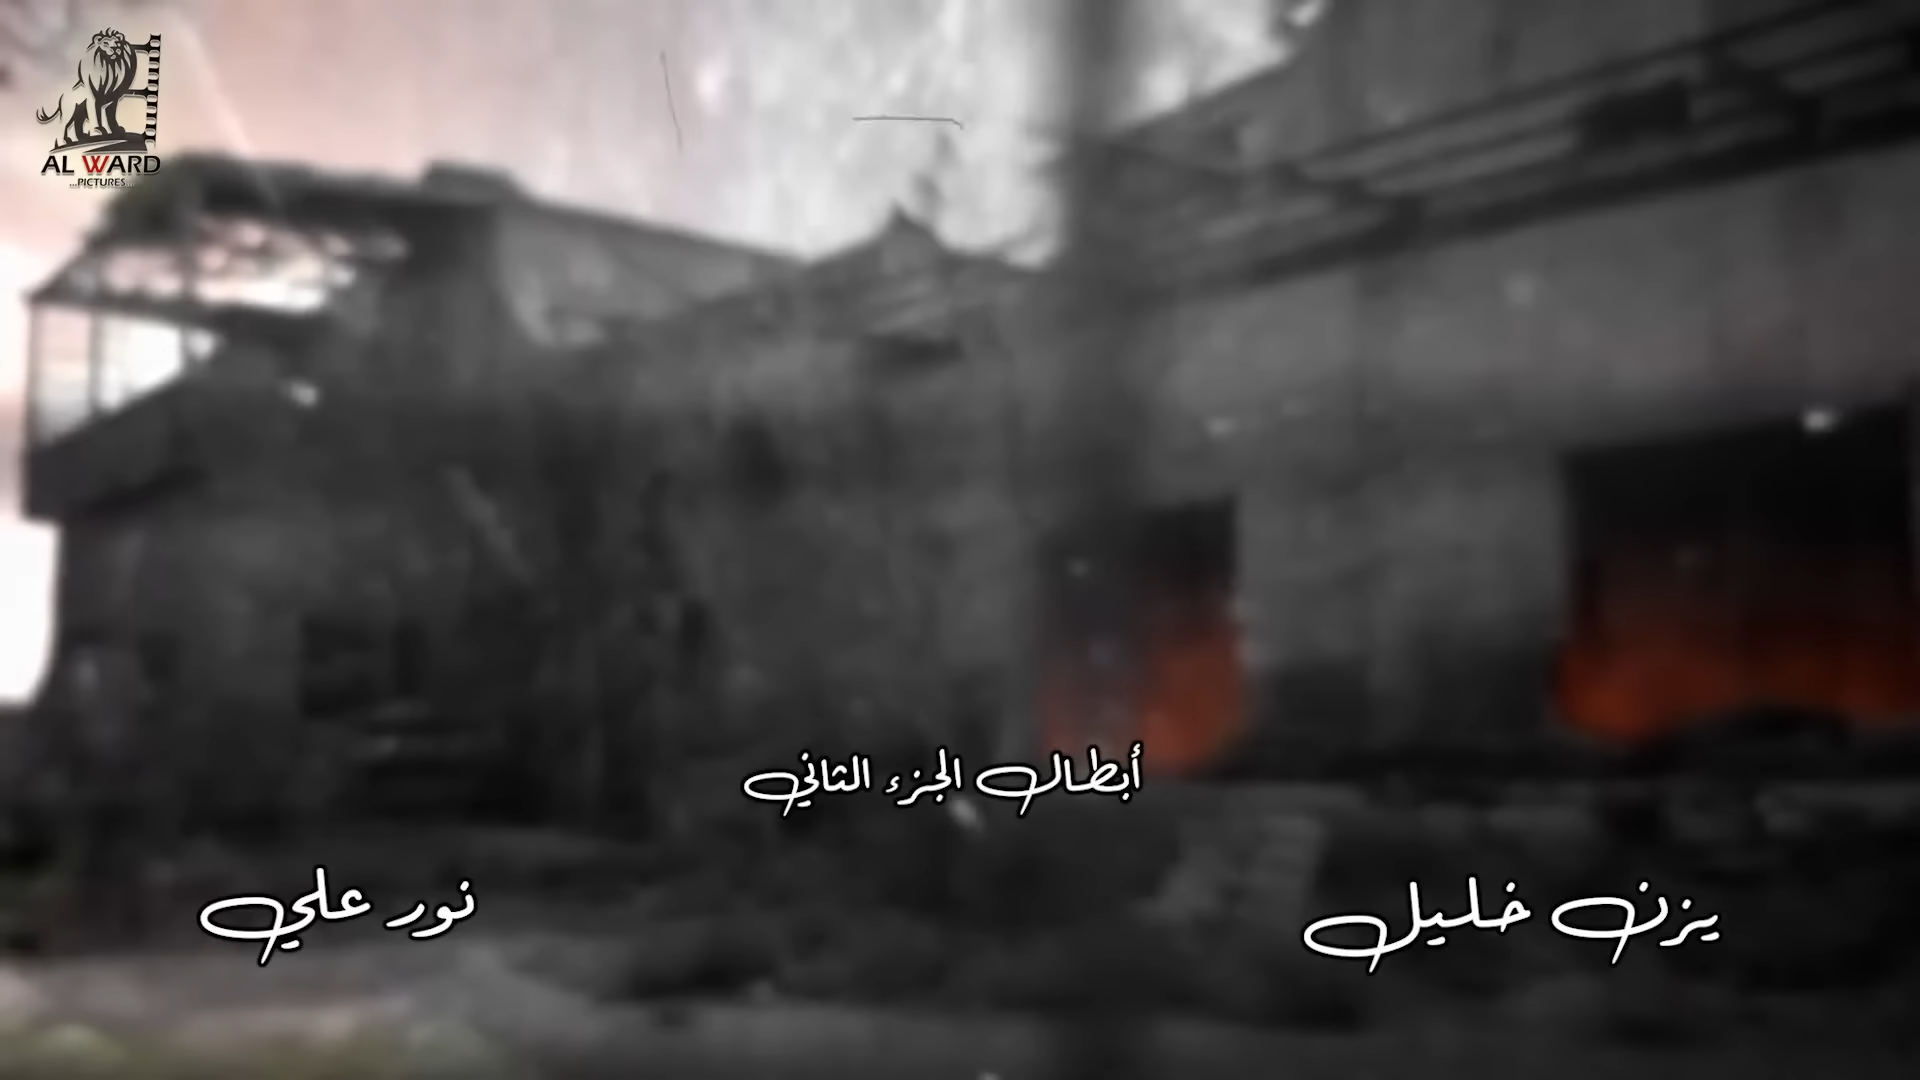 AL WARD
...PICTURES...
أبطال الجزء الثاني
يزن خليل
نور علي